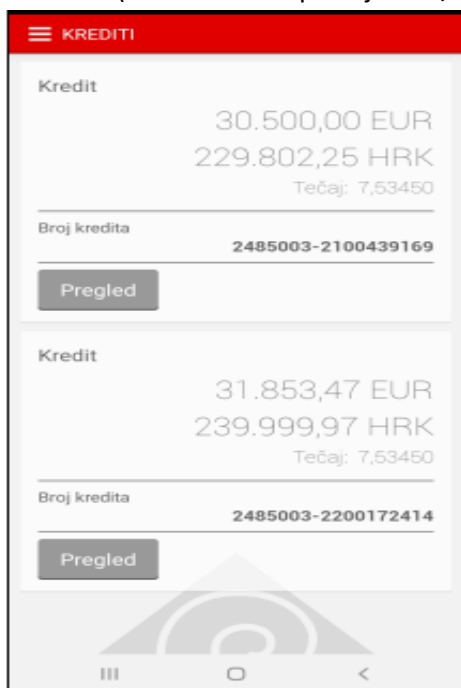 KREDITI
Kredit
30.500,00 EUR
229.802,25 HRK
Tečaj: 7,53450
Broj kredita
2485003-2100439169
Pregled
Kredit
31.853,47 EUR
239.999,97 HRK
Tečaj: 7,53450
Broj kredita
2485003-2200172414
Pregled